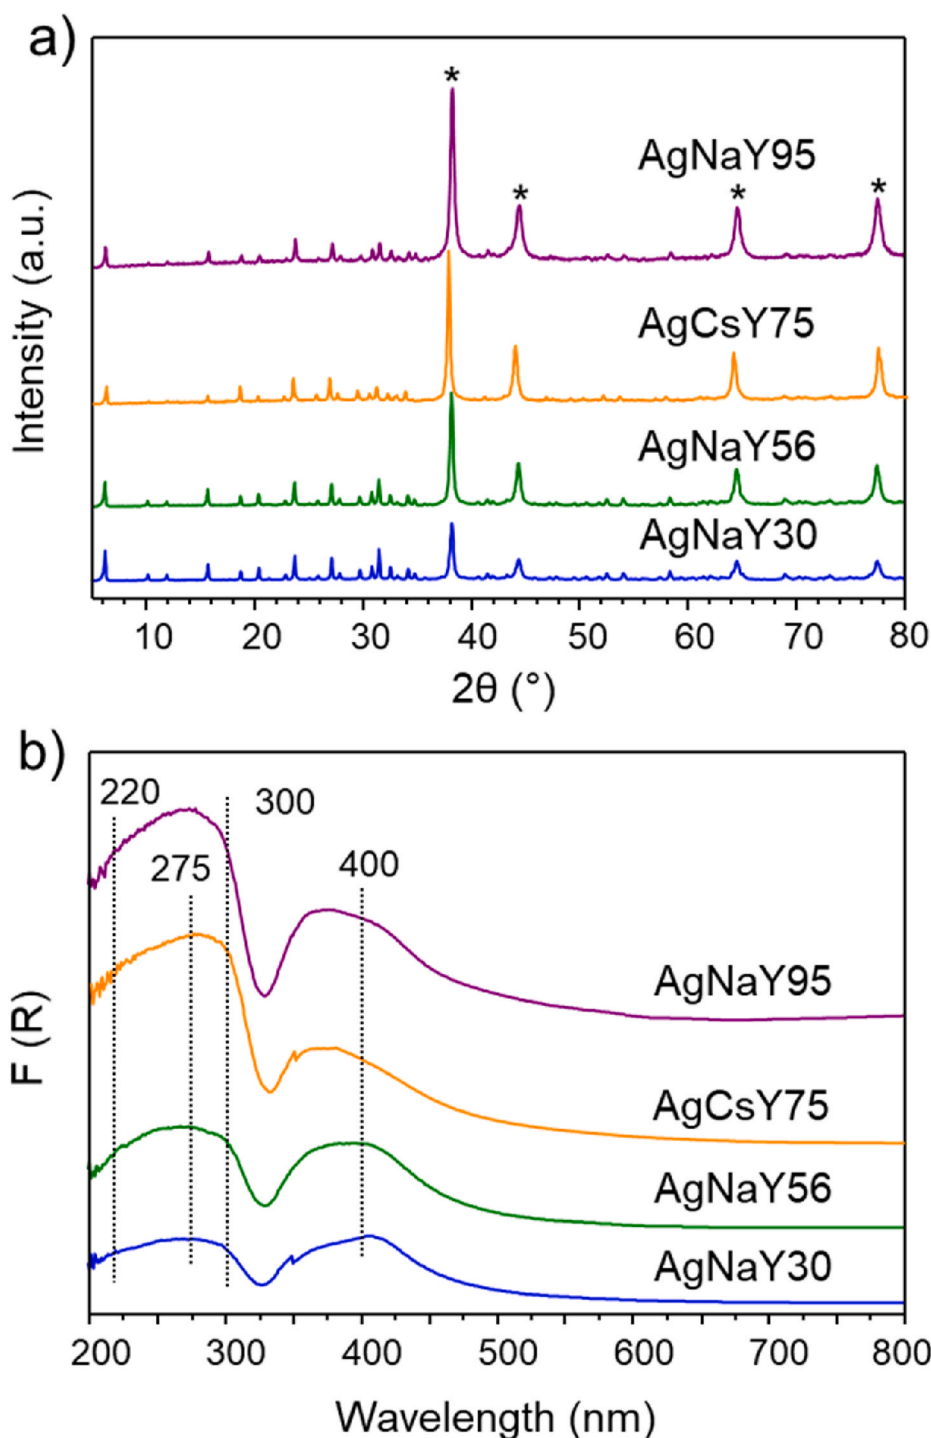 a)
* * * *
AgNaY95
AgCsY75
AgNaY56
AgNaY30
Intensity (a.u.)
10 20 30 40 50 60 70 80
2θ (°)
b)
220 300
275 400
AgNaY95
AgCsY75
AgNaY56
AgNaY30
F (R)
200 300 400 500 600 700 800
Wavelength (nm)